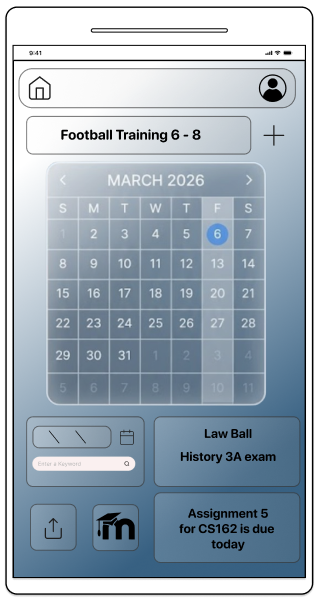 9:41
Football Training 6 - 8
MARCH 2026
S M T W T F S
1 2 3 4 5 6 7
8 9 10 11 12 13 14
15 16 17 18 19 20 21
22 23 24 25 26 27 28
29 30 31 1 2 3 4
5 6 7 8 9 10 11
\ \
Enter a Keyword
Law Ball
History 3A exam
m
Assignment 5
for CS162 is due
today